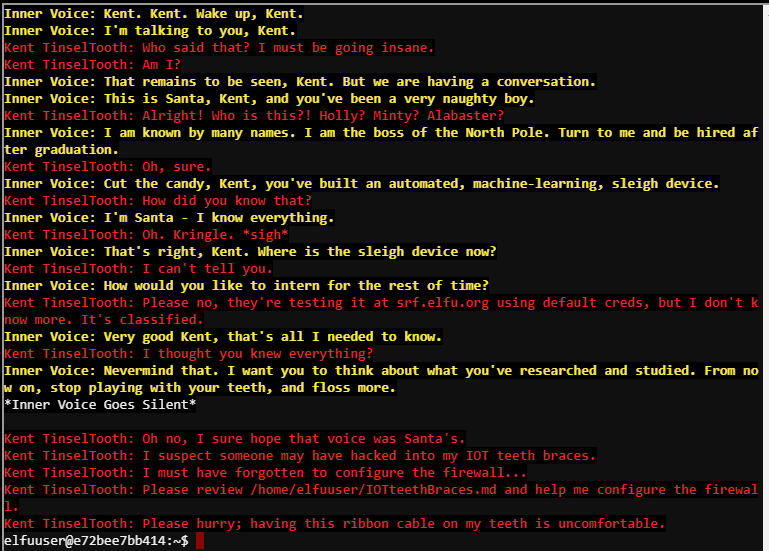 Inner Voice: Kent. Kent. Wake up, Kent.
Inner Voice: I'm talking to you, Kent.
Kent TinselTooth: Who said that? I must be going insane.
Kent TinselTooth: Am I?
Inner Voice: That remains to be seen, Kent. But we are having a conversation.
Inner Voice: This is Santa, Kent, and you've been a very naughty boy.
Kent TinselTooth: Alright! Who is this?! Holly? Minty? Alabaster?
Inner Voice: I am known by many names. I am the boss of the North Pole. Turn to me and be hired af
ter graduation.
Kent TinselTooth: Oh, sure.
Inner Voice: Cut the candy, Kent, you've built an automated, machine-learning, sleigh device.
Kent TinselTooth: How did you know that?
Inner Voice: I'm Santa - I know everything.
Kent TinselTooth: Oh. Kringle. *sigh*
Inner Voice: That's right, Kent. Where is the sleigh device now?
Kent TinselTooth: I can't tell you.
Inner Voice: How would you like to intern for the rest of time?
Kent TinselTooth: Please no, they're testing it at srf.elfu.org using default creds, but I don't k
now more. It's classified.
Inner Voice: Very good Kent, that's all I needed to know.
Kent TinselTooth: I thought you knew everything?
Inner Voice: Nevermind that. I want you to think about what you've researched and studied. From no
w on, stop playing with your teeth, and floss more.
*Inner Voice Goes Silent*
Kent TinselTooth: Oh no, I sure hope that voice was Santa's.
Kent TinselTooth: I suspect someone may have hacked into my IOT teeth braces.
Kent TinselTooth: I must have forgotten to configure the firewall...
Kent TinselTooth: Please review /home/elfuuser/IOTteethBraces.md and help me configure the firewal
l.
Kent TinselTooth: Please hurry; having this ribbon cable on my teeth is uncomfortable.
elfuuser@e72bee7bb414:~$